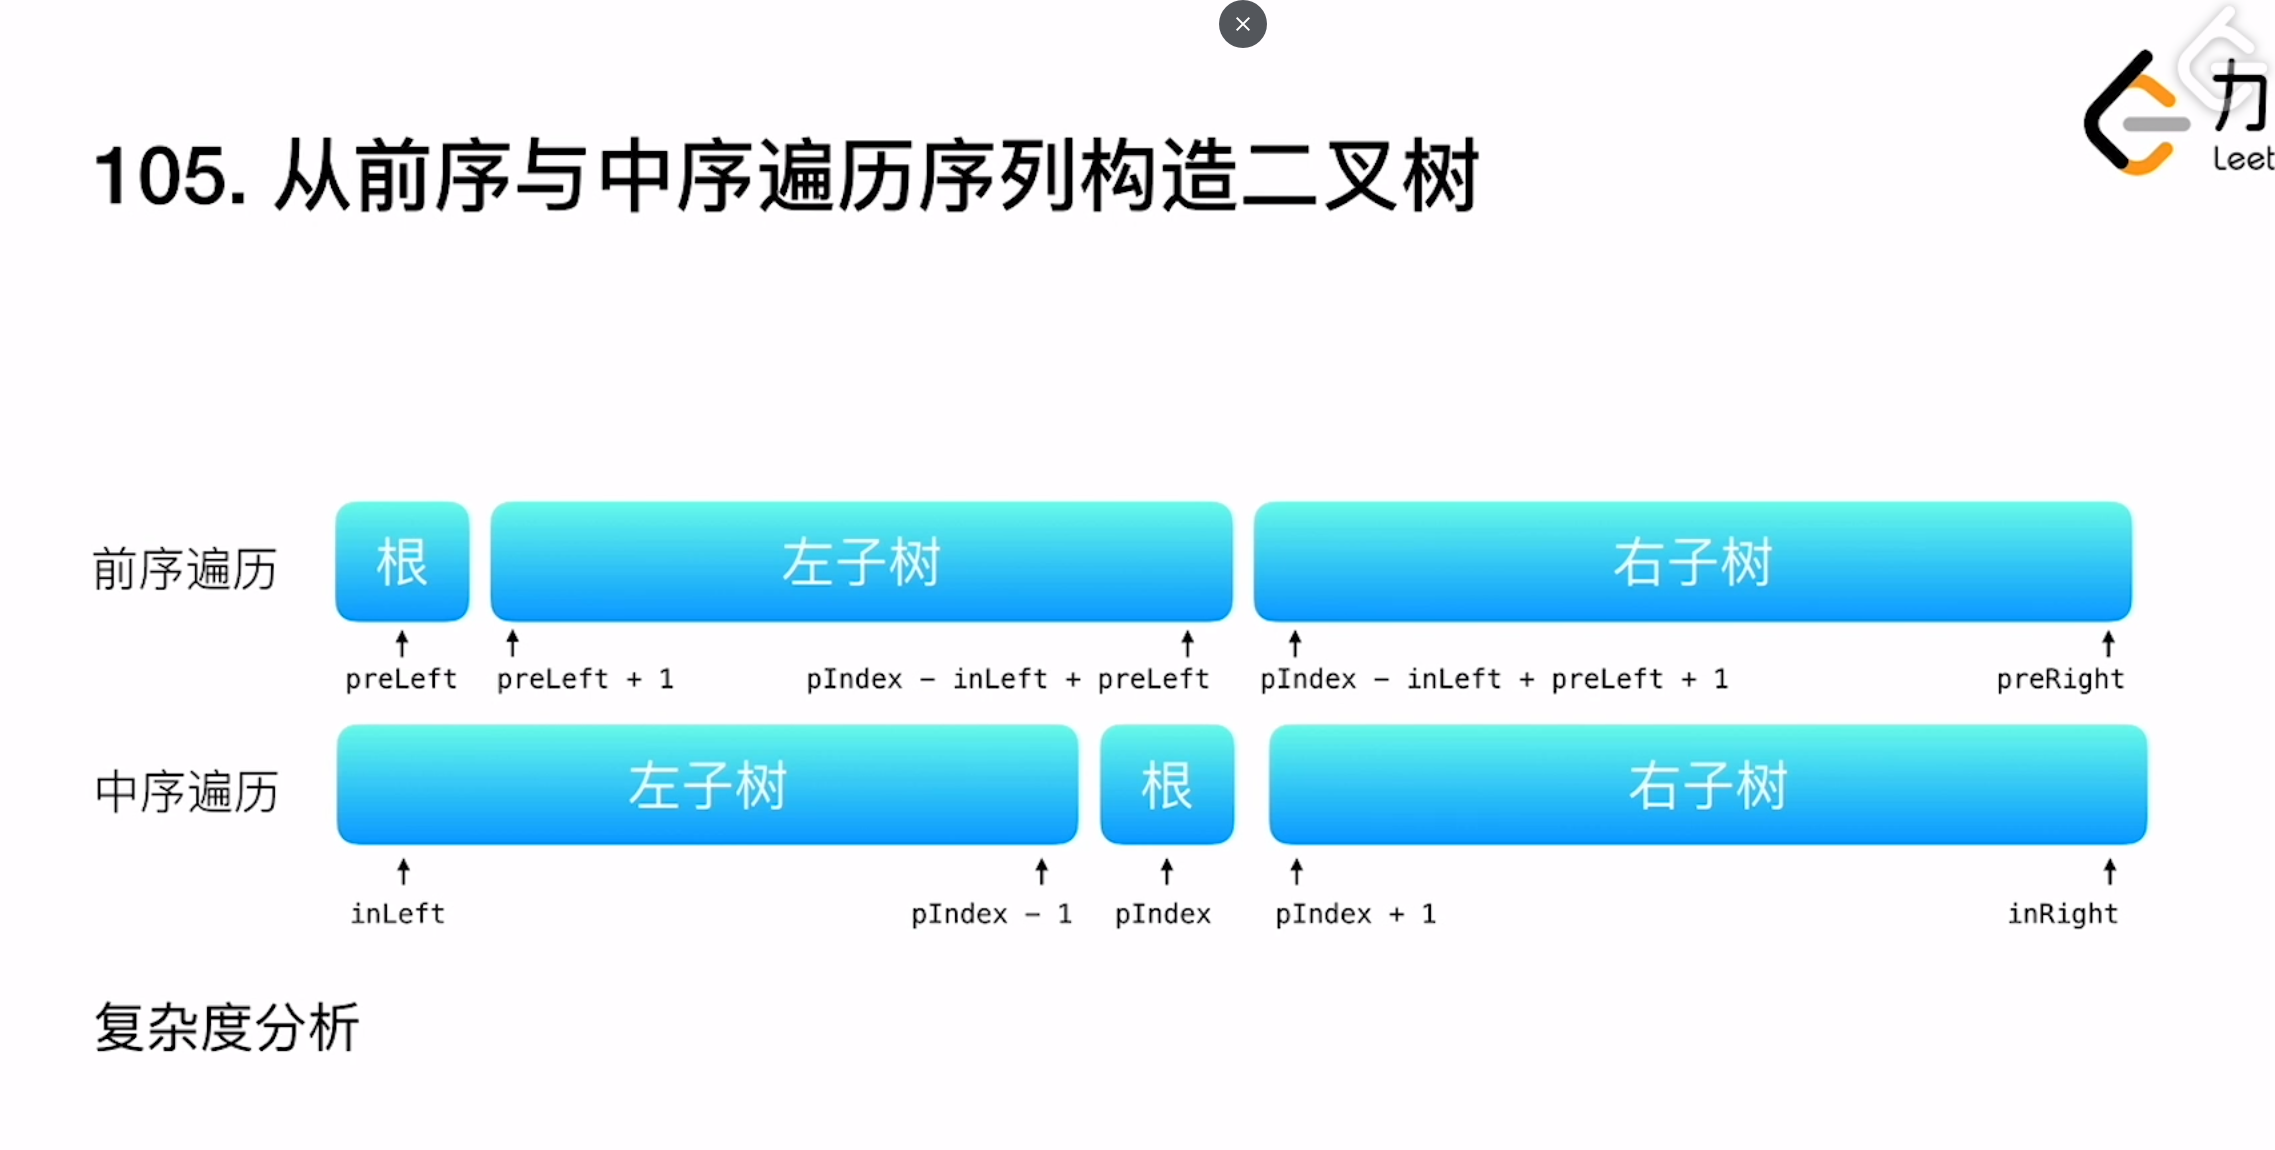 105. 从前序与中序遍历序列构造二叉树
力
Leet
前序遍历 根 左子树 右子树
preLeft preLeft + 1 pIndex - inLeft + preLeft pIndex - inLeft + preLeft + 1 preRight
中序遍历 左子树 根 右子树
inLeft pIndex - 1 pIndex pIndex + 1 inRight
复杂度分析